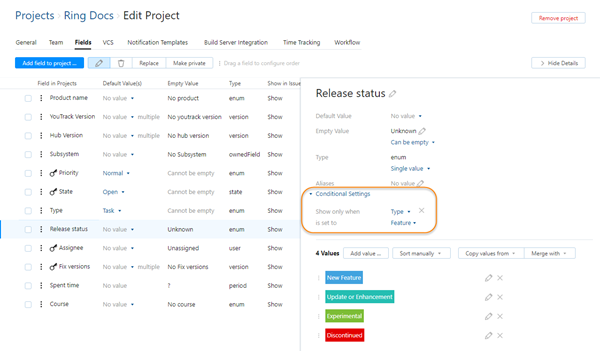 Projects › Ring Docs › Edit Project
Remove project
General Team Fields VCS Notification Templates Build Server Integration Time Tracking Workflow
Add field to project ... Replace Make private Drag a field to configure order
> Hide Details
Field in Projects Default Value(s) Empty Value Type Show in Issue
Product name No value No product enum Show
YouTrack Version No value multiple No youtrack version version Show
Hub Version No value multiple No hub version version Show
Subsystem No value No Subsystem ownedField Show
Priority Normal Cannot be empty enum Show
State Open Cannot be empty state Show
Type Task Cannot be empty enum Show
Release status No value Unknown enum Show
Assignee No value Unassigned user Show
Fix versions No value multiple No Fix versions version Show
Spent time No value ? period Show
Course No value No course enum Show
Release status
Default Value No value
Empty Value Unknown
Can be empty
Type enum
Single value
Aliases No value
Conditional Settings
Show only when Type
is set to Feature
4 Values Add value ... Sort manually Copy values from Merge with
New Feature
Update or Enhancement
Experimental
Discontinued